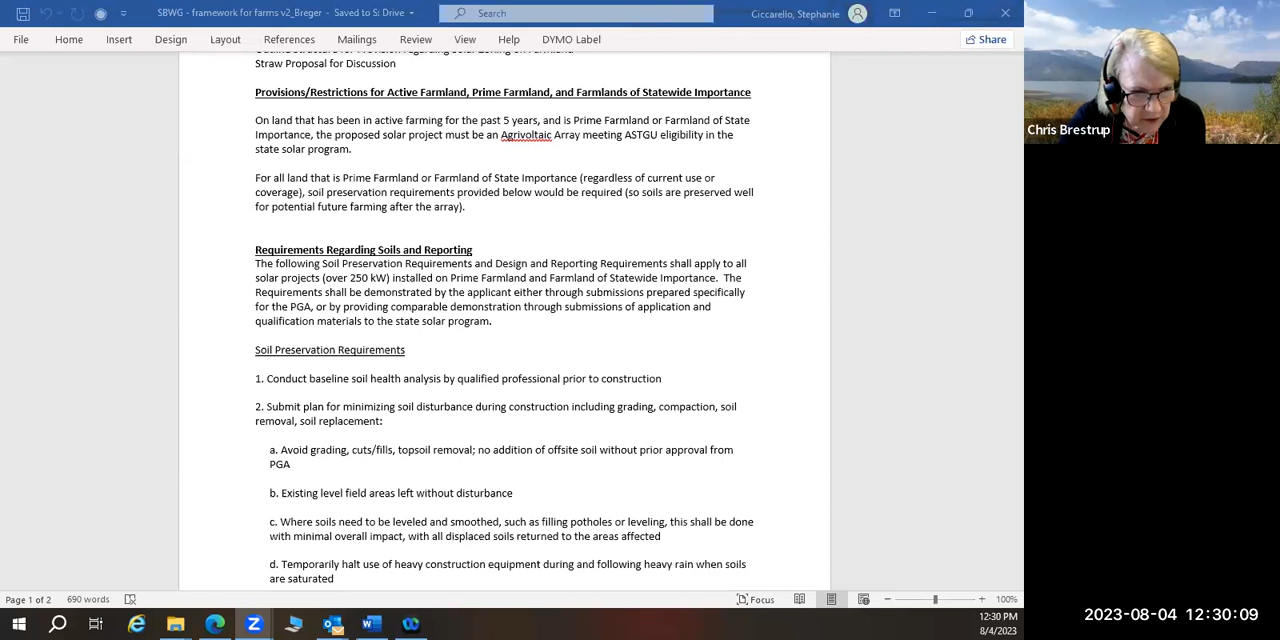 SBWG - framework for farms v2_Breger - Saved to S: Drive
Search
Ciccarello, Stephanie
File Home Insert Design Layout References Mailings Review View Help DYMO Label
Share
Straw Proposal for Discussion
Provisions/Restrictions for Active Farmland, Prime Farmland, and Farmlands of Statewide Importance
On land that has been in active farming for the past 5 years, and is Prime Farmland or Farmland of State
Importance, the proposed solar project must be an Agrivoltaic Array meeting ASTGU eligibility in the
state solar program.
For all land that is Prime Farmland or Farmland of State Importance (regardless of current use or
coverage), soil preservation requirements provided below would be required (so soils are preserved well
for potential future farming after the array).
Requirements Regarding Soils and Reporting
The following Soil Preservation Requirements and Design and Reporting Requirements shall apply to all
solar projects (over 250 kW) installed on Prime Farmland and Farmland of Statewide Importance. The
Requirements shall be demonstrated by the applicant either through submissions prepared specifically
for the PGA, or by providing comparable demonstration through submissions of application and
qualification materials to the state solar program.
Soil Preservation Requirements
1. Conduct baseline soil health analysis by qualified professional prior to construction
2. Submit plan for minimizing soil disturbance during construction including grading, compaction, soil
removal, soil replacement:
a. Avoid grading, cuts/fills, topsoil removal; no addition of offsite soil without prior approval from
PGA
b. Existing level field areas left without disturbance
c. Where soils need to be leveled and smoothed, such as filling potholes or leveling, this shall be done
with minimal overall impact, with all displaced soils returned to the areas affected
d. Temporarily halt use of heavy construction equipment during and following heavy rain when soils
are saturated
Page 1 of 2 690 words
Focus
100%
12:30 PM
8/4/2023
Chris Brestrup
2023-08-04 12:30:09